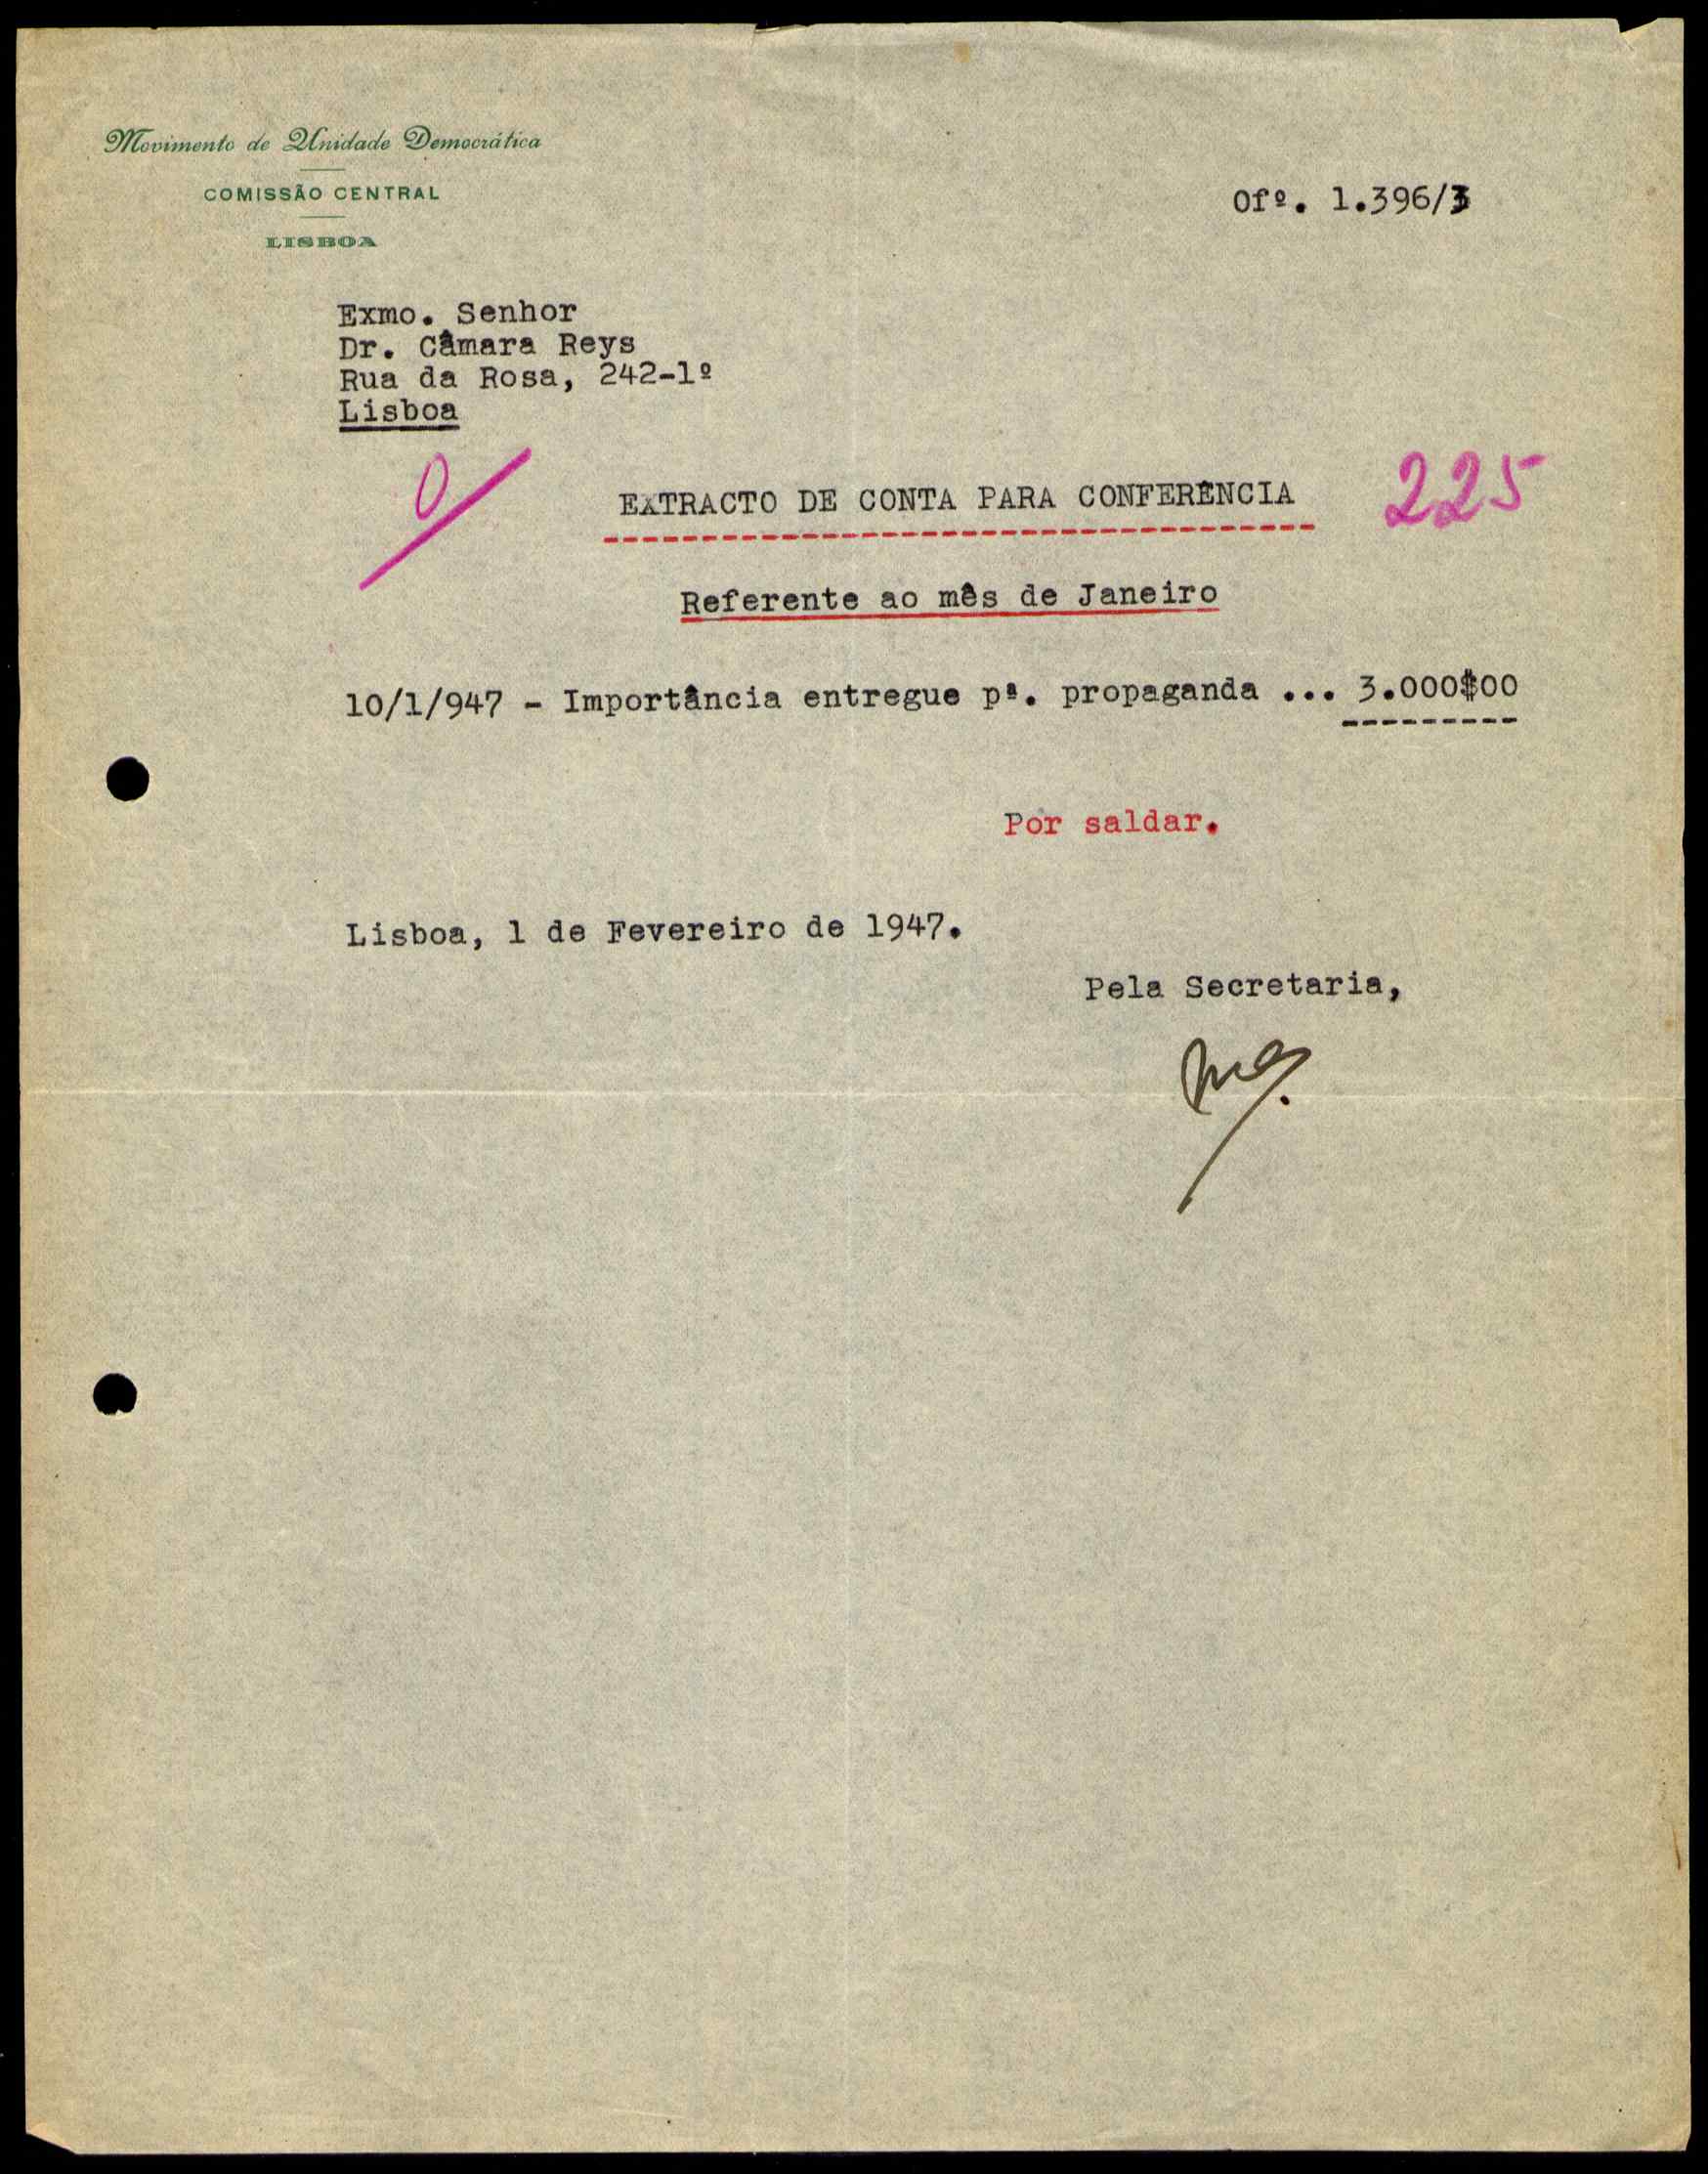 Movimento de Unidade Democrática
COMISSÃO CENTRAL
LISBOA
Ofº. 1.396/3
Exmo. Senhor
Dr. Câmara Reys
Rua da Rosa, 242-1º
Lisboa
0/
225
EXTRACTO DE CONTA PARA CONFERÊNCIA
Referente ao mês de Janeiro
10/1/947 - Importância entregue pª. propaganda ... 3.000$00
Por saldar.
Lisboa, 1 de Fevereiro de 1947.
Pela Secretaria,